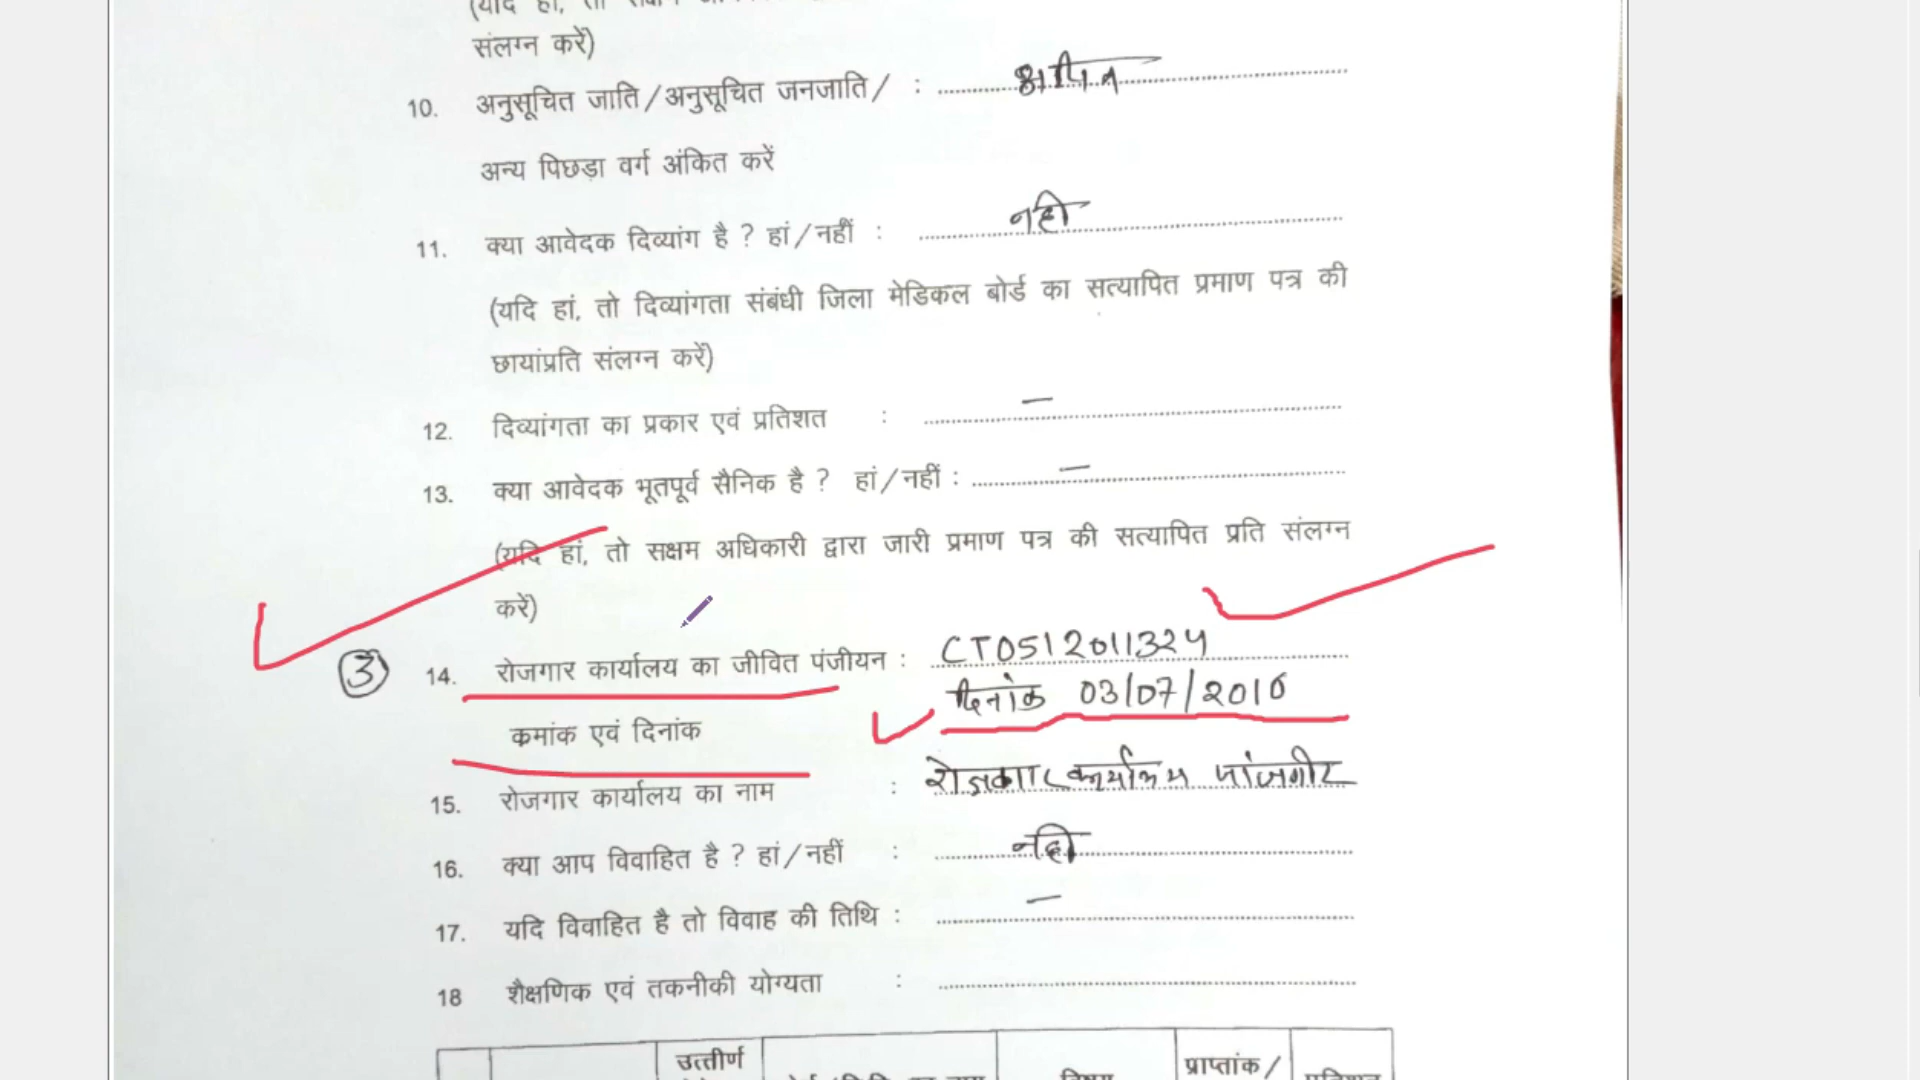 संलग्न करें)
10. अनुसूचित जाति/अनुसूचित जनजाति/ :
अन्य पिछड़ा वर्ग अंकित करें
11. क्या आवेदक दिव्यांग है ? हां/नहीं : नही
(यदि हां, तो दिव्यांगता संबंधी जिला मेडिकल बोर्ड का सत्यापित प्रमाण पत्र की
छायांप्रति संलग्न करें)
12. दिव्यांगता का प्रकार एवं प्रतिशत : —
13. क्या आवेदक भूतपूर्व सैनिक है ? हां/नहीं : —
(यदि हां, तो सक्षम अधिकारी द्वारा जारी प्रमाण पत्र की सत्यापित प्रति संलग्न
करें)
3 14. रोजगार कार्यालय का जीवित पंजीयन : CT0512011324
दिनांक 03/07/2016
क्रमांक एवं दिनांक
15. रोजगार कार्यालय का नाम : रोजगार कार्यालय जांजगीर
16. क्या आप विवाहित है ? हां/नहीं : नही
17. यदि विवाहित है तो विवाह की तिथि : —
18 शैक्षणिक एवं तकनीकी योग्यता :
उत्तीर्ण
प्राप्तांक/